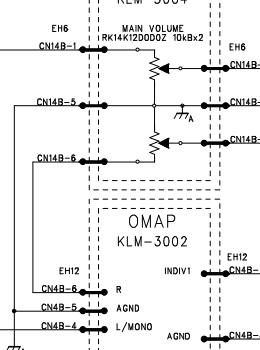 KLM-3004
EH6
MAIN VOLUME
RK14K12D0D0Z 10kBx2
EH6
CN14B-1
CN14B-
CN14B-5
CN14B-
A
CN14B-
CN14B-6
OMAP
KLM-3002
EH12
EH12
INDIV1
CN4B-
CN4B-6
R
CN4B-5
AGND
CN4B-4
L/MONO
AGND
CN4B-